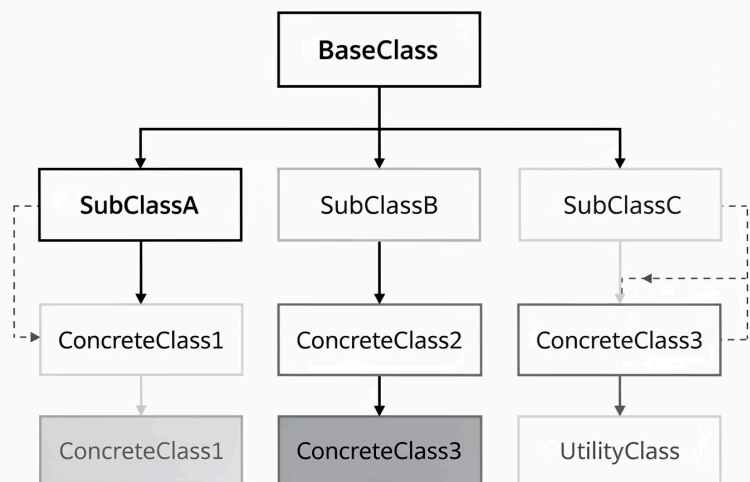 BaseClass
SubClassA
SubClassB
SubClassC
ConcreteClass1
ConcreteClass2
ConcreteClass3
ConcreteClass1
ConcreteClass3
UtilityClass